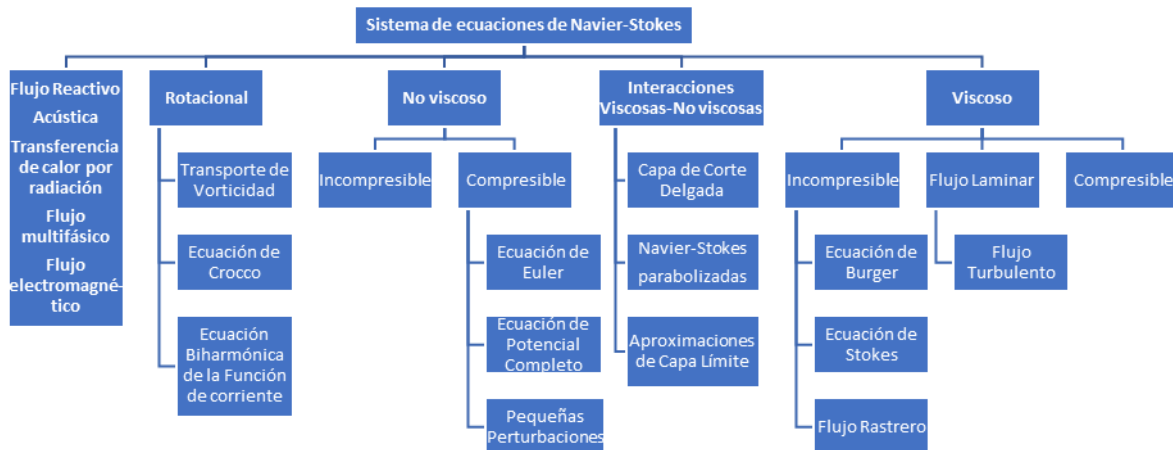 Sistema de ecuaciones de Navier-Stokes
Flujo Reactivo
Acústica
Transferencia
de calor por
radiación
Flujo
multifásico
Flujo
electromagné-
tico
Rotacional
Transporte de
Vorticidad
Ecuación de
Crocco
Ecuación
Biharmónica
de la Función
de corriente
No viscoso
Incompresible
Compresible
Ecuación de
Euler
Ecuación de
Potencial
Completo
Pequeñas
Perturbaciones
Interacciones
Viscosas-No viscosas
Capa de Corte
Delgada
Navier-Stokes
parabolizadas
Aproximaciones
de Capa Límite
Viscoso
Incompresible
Ecuación de
Burger
Ecuación de
Stokes
Flujo Rastrero
Flujo Laminar
Flujo
Turbulento
Compresible